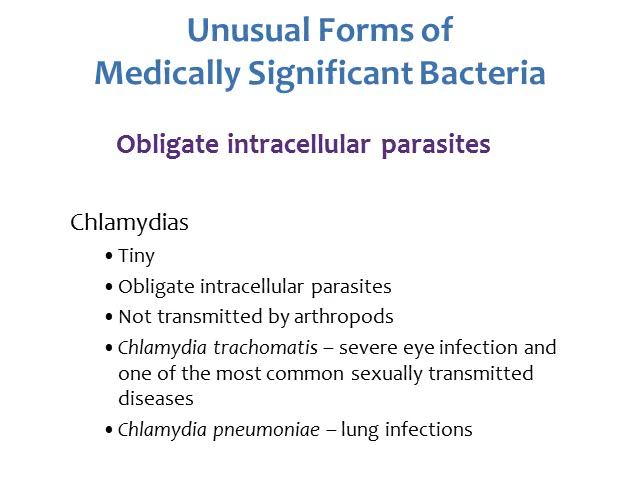 Unusual Forms of
Medically Significant Bacteria
Obligate intracellular parasites
Chlamydias
• Tiny
• Obligate intracellular parasites
• Not transmitted by arthropods
• Chlamydia trachomatis – severe eye infection and
one of the most common sexually transmitted
diseases
• Chlamydia pneumoniae – lung infections